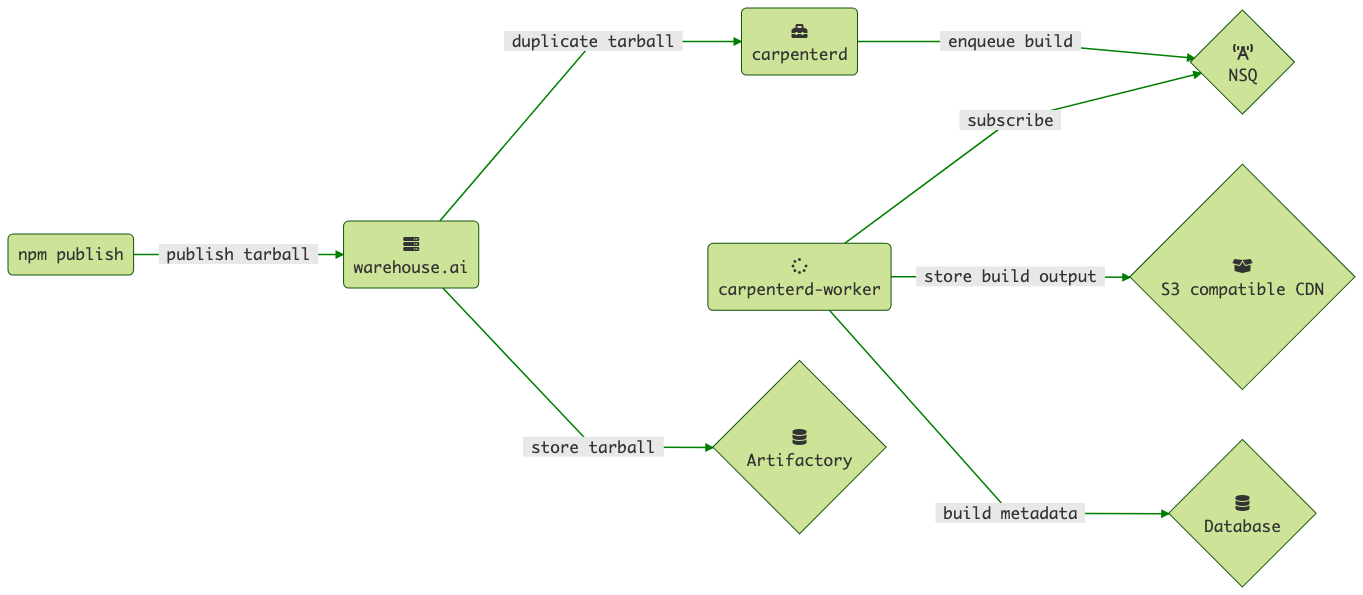 duplicate tarball
carpenterd
enqueue build
NSQ
subscribe
npm publish
publish tarball
warehouse.ai
carpenterd-worker
store build output
S3 compatible CDN
store tarball
Artifactory
build metadata
Database